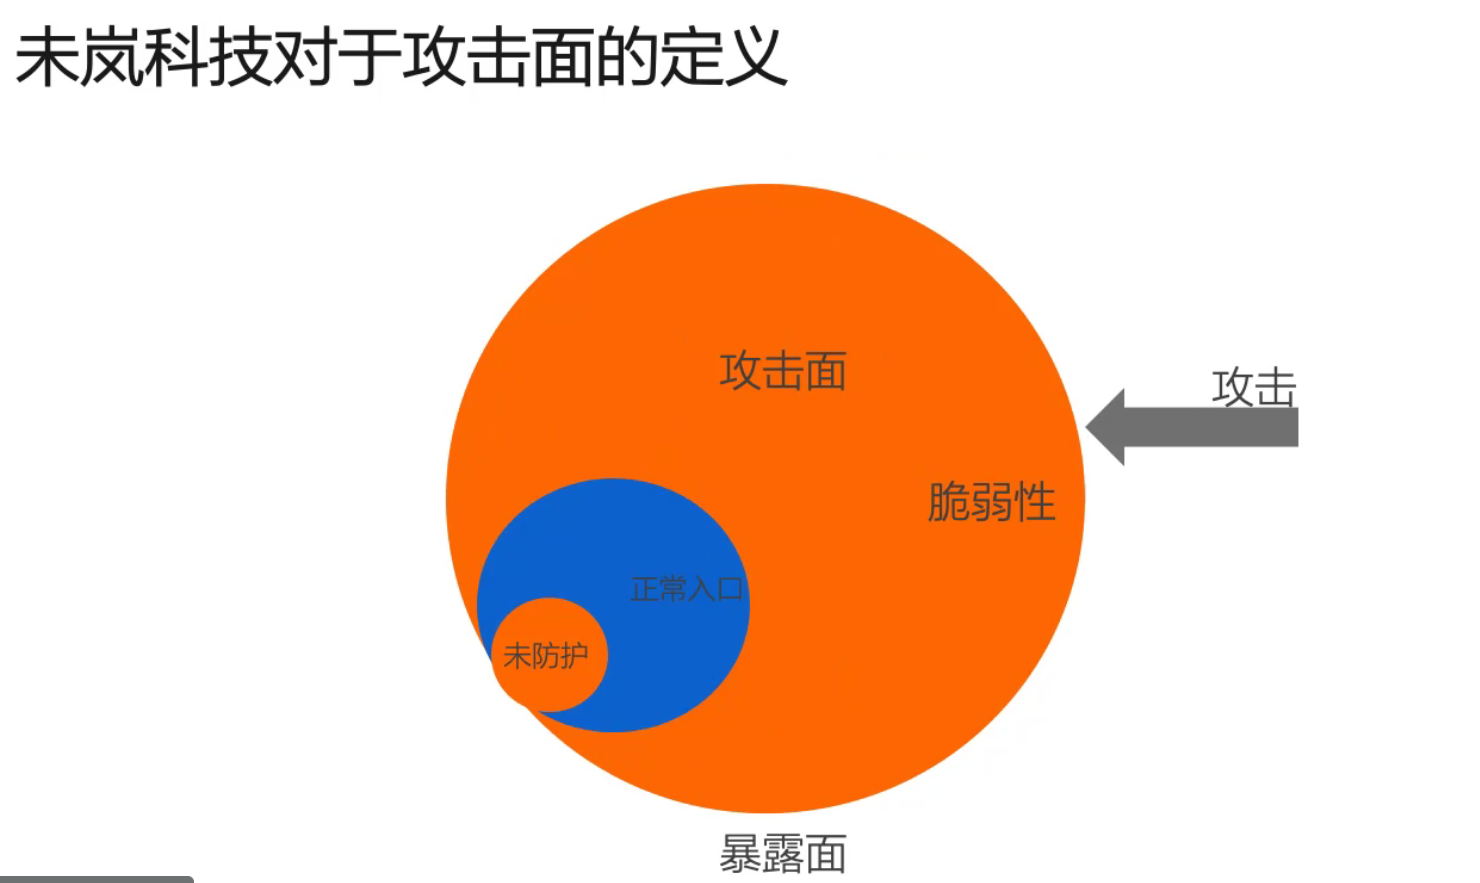 未岚科技对于攻击面的定义
攻击面
攻击
脆弱性
正常入口
未防护
暴露面